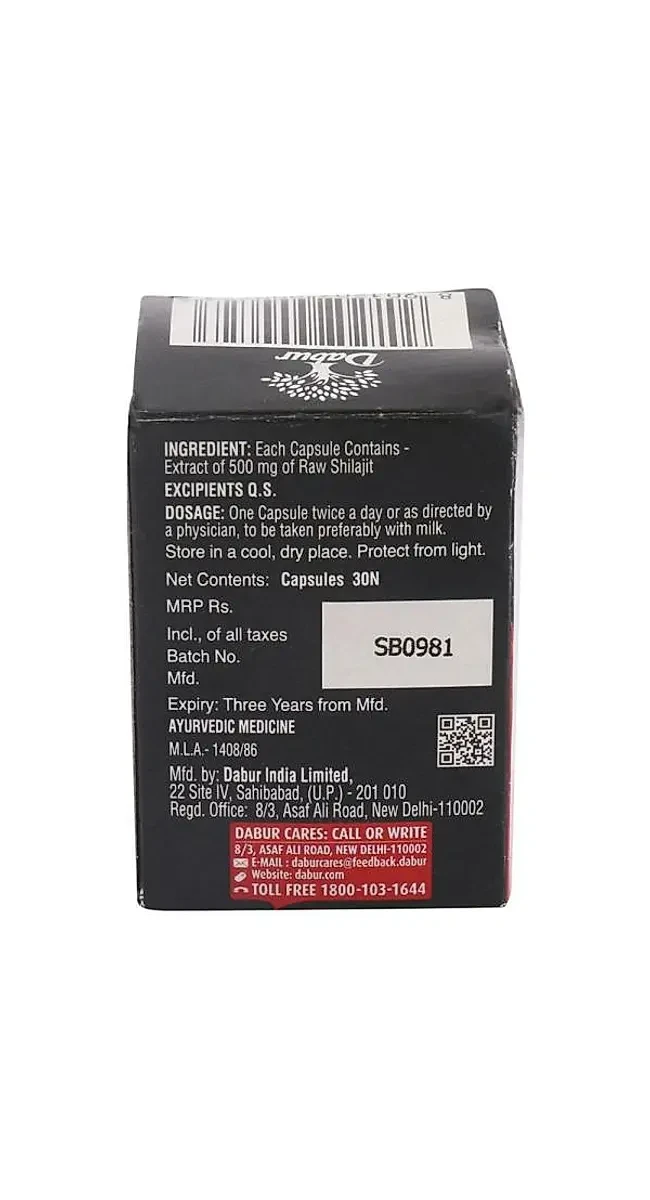 Dabur
INGREDIENT: Each Capsule Contains -
Extract of 500 mg of Raw Shilajit
EXCIPIENTS Q.S.
DOSAGE: One Capsule twice a day or as directed by
a physician, to be taken preferably with milk.
Store in a cool, dry place. Protect from light.
Net Contents: Capsules 30N
MRP Rs.
Incl., of all taxes
Batch No.
Mfd.
SB0981
Expiry: Three Years from Mfd.
AYURVEDIC MEDICINE
M.L.A.- 1408/86
Mfd. by: Dabur India Limited,
22 Site IV, Sahibabad, (U.P.) - 201 010
Regd. Office: 8/3, Asaf Ali Road, New Delhi-110002
DABUR CARES: CALL OR WRITE
8/3, ASAF ALI ROAD, NEW DELHI-110002
E-MAIL : daburcares@feedback.dabur
Website: dabur.com
TOLL FREE 1800-103-1644